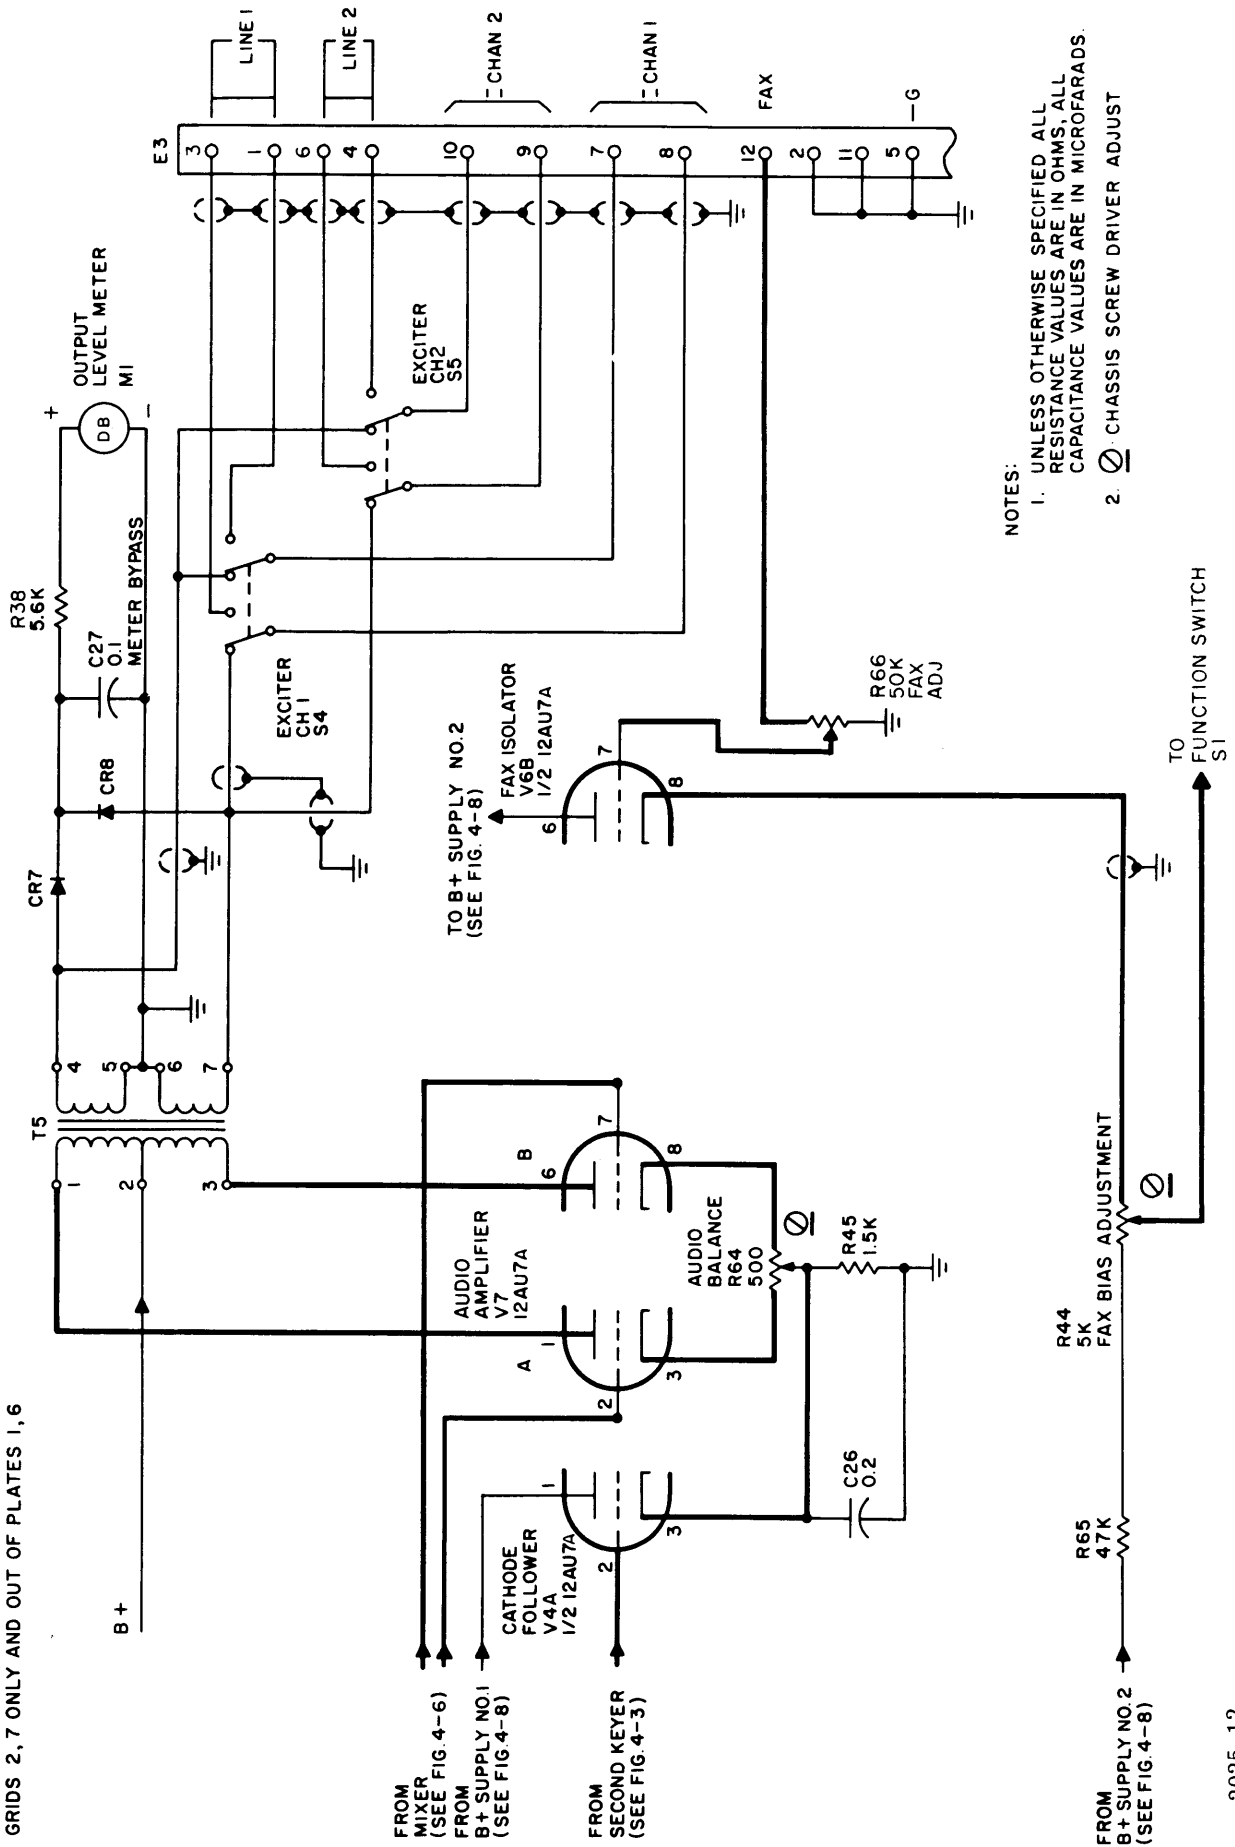 GRIDS 2, 7 ONLY AND OUT OF PLATES 1, 6
B+
T5
1
2
3
4
5
6
7
CR7
CR8
C27
0.1
METER BYPASS
R38
5.6K
+
DB
-
OUTPUT
LEVEL METER
M1
E3
3
1
6
4
10
9
7
8
12
2
11
5
LINE 1
LINE 2
CHAN 2
CHAN 1
FAX
G
EXCITER
CH 1
S4
EXCITER
CH2
S5
FROM
MIXER
(SEE FIG. 4-6)
FROM
B+ SUPPLY NO.1
(SEE FIG. 4-8)
FROM
SECOND KEYER
(SEE FIG. 4-3)
CATHODE
FOLLOWER
V4A
1/2 12AU7A
1
2
3
AUDIO
AMPLIFIER
V7
12AU7A
A
1
2
3
B
6
7
8
AUDIO
BALANCE
R64
500
C26
0.2
R45
1.5K
TO B+ SUPPLY NO.2
(SEE FIG. 4-8)
FAX ISOLATOR
V6B
1/2 12AU7A
6
7
8
R66
50K
FAX
ADJ
FROM
B+ SUPPLY NO.2
(SEE FIG. 4-8)
R65
47K
R44
5K
FAX BIAS ADJUSTMENT
TO
FUNCTION SWITCH
S1
NOTES:
1. UNLESS OTHERWISE SPECIFIED ALL
RESISTANCE VALUES ARE IN OHMS, ALL
CAPACITANCE VALUES ARE IN MICROFARADS.
2. CHASSIS SCREW DRIVER ADJUST